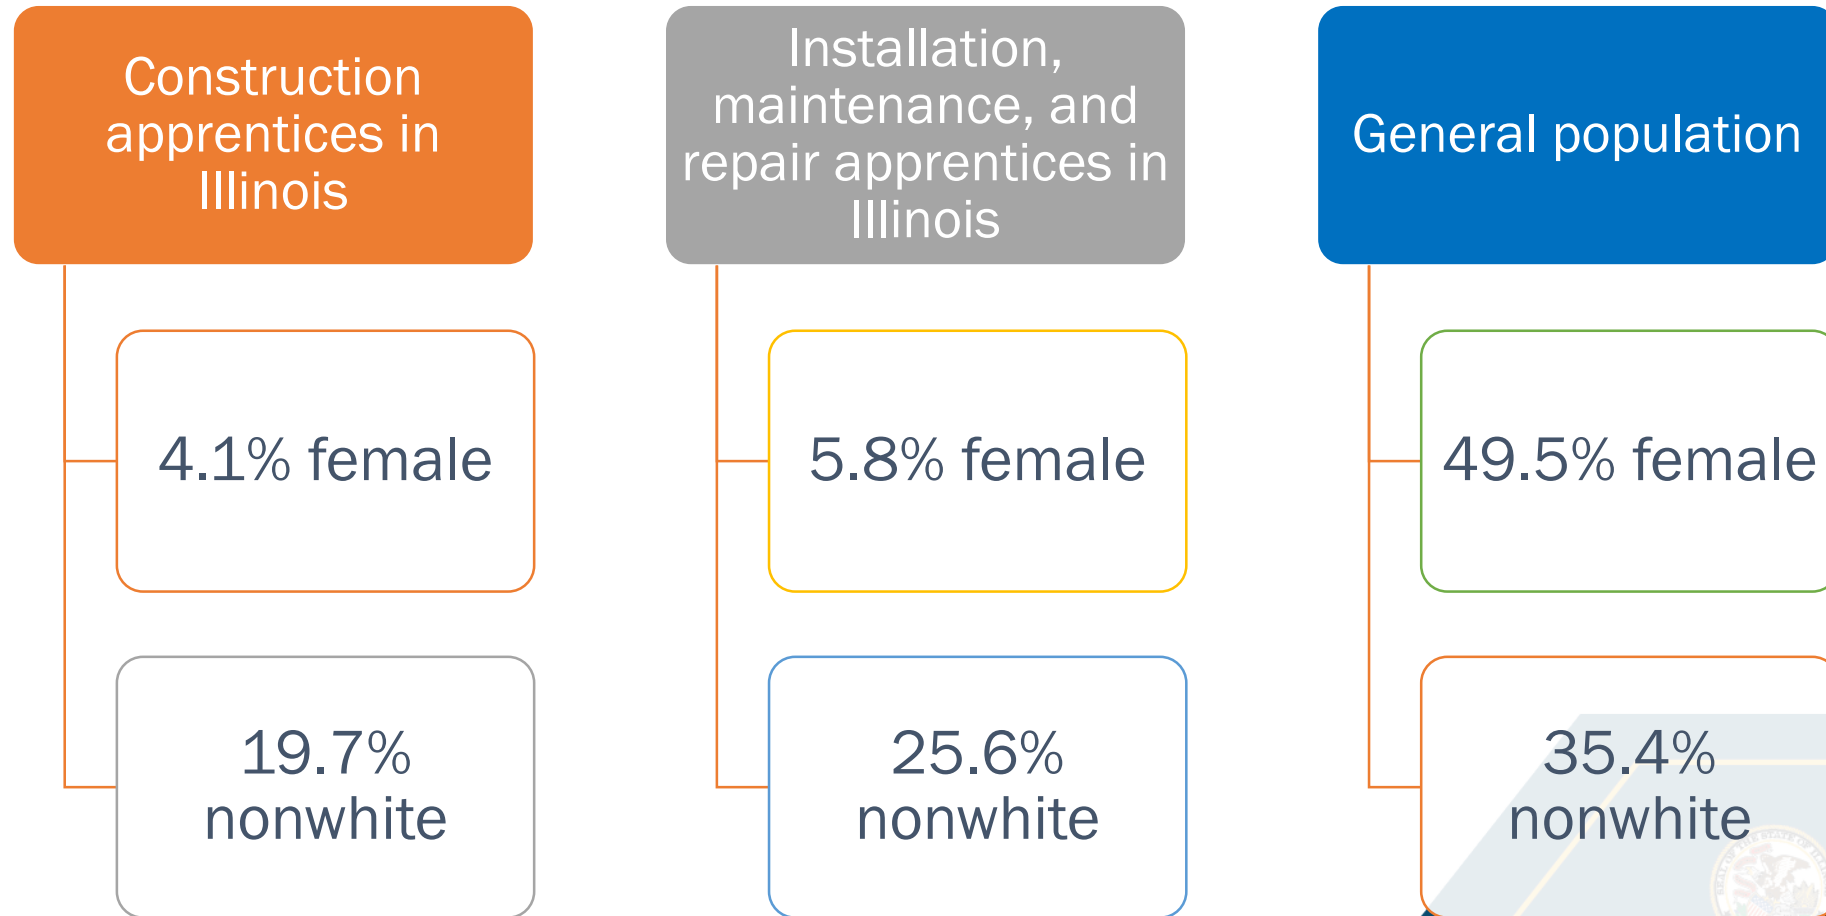 Construction
apprentices in
Illinois
4.1% female
19.7%
nonwhite
Installation,
maintenance, and
repair apprentices in
Illinois
5.8% female
25.6%
nonwhite
General population
49.5% female
35.4%
nonwhite